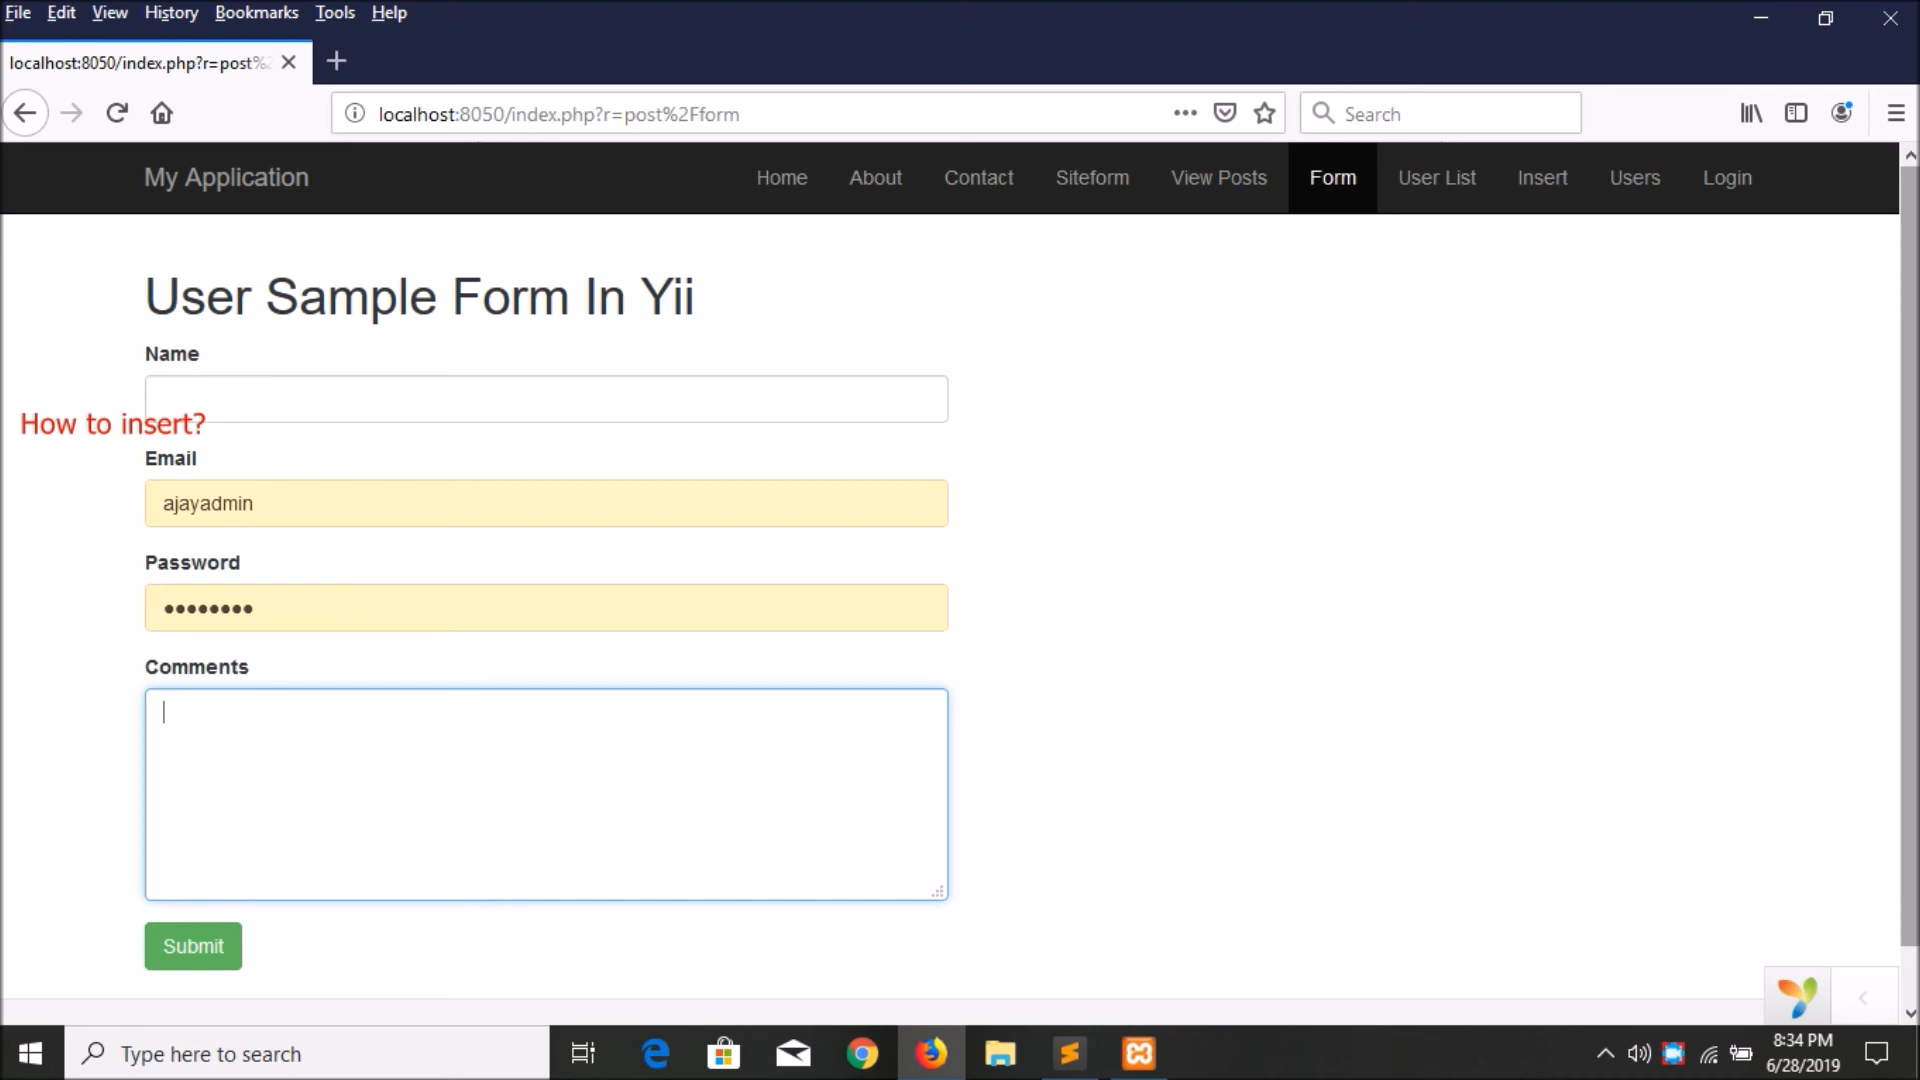 File Edit View History Bookmarks Tools Help
localhost:8050/index.php?r=post%2
localhost:8050/index.php?r=post%2Fform
Search
My Application
Home About Contact Siteform View Posts Form User List Insert Users Login
User Sample Form In Yii
Name
How to insert?
Email
ajayadmin
Password
Comments
Submit
Type here to search
8:34 PM
6/28/2019